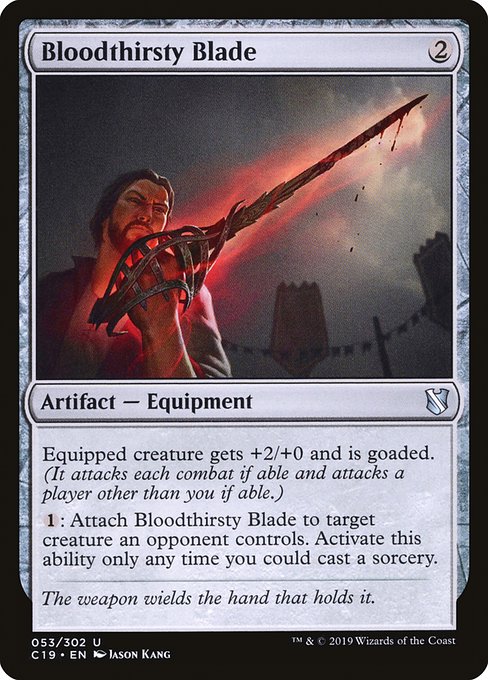 Bloodthirsty Blade 2
Artifact — Equipment
Equipped creature gets +2/+0 and is goaded.
(It attacks each combat if able and attacks a
player other than you if able.)
1: Attach Bloodthirsty Blade to target
creature an opponent controls. Activate this
ability only any time you could cast a sorcery.
The weapon wields the hand that holds it.
053/302 U
™ & © 2019 Wizards of the Coast
C19 • EN Jason Kang